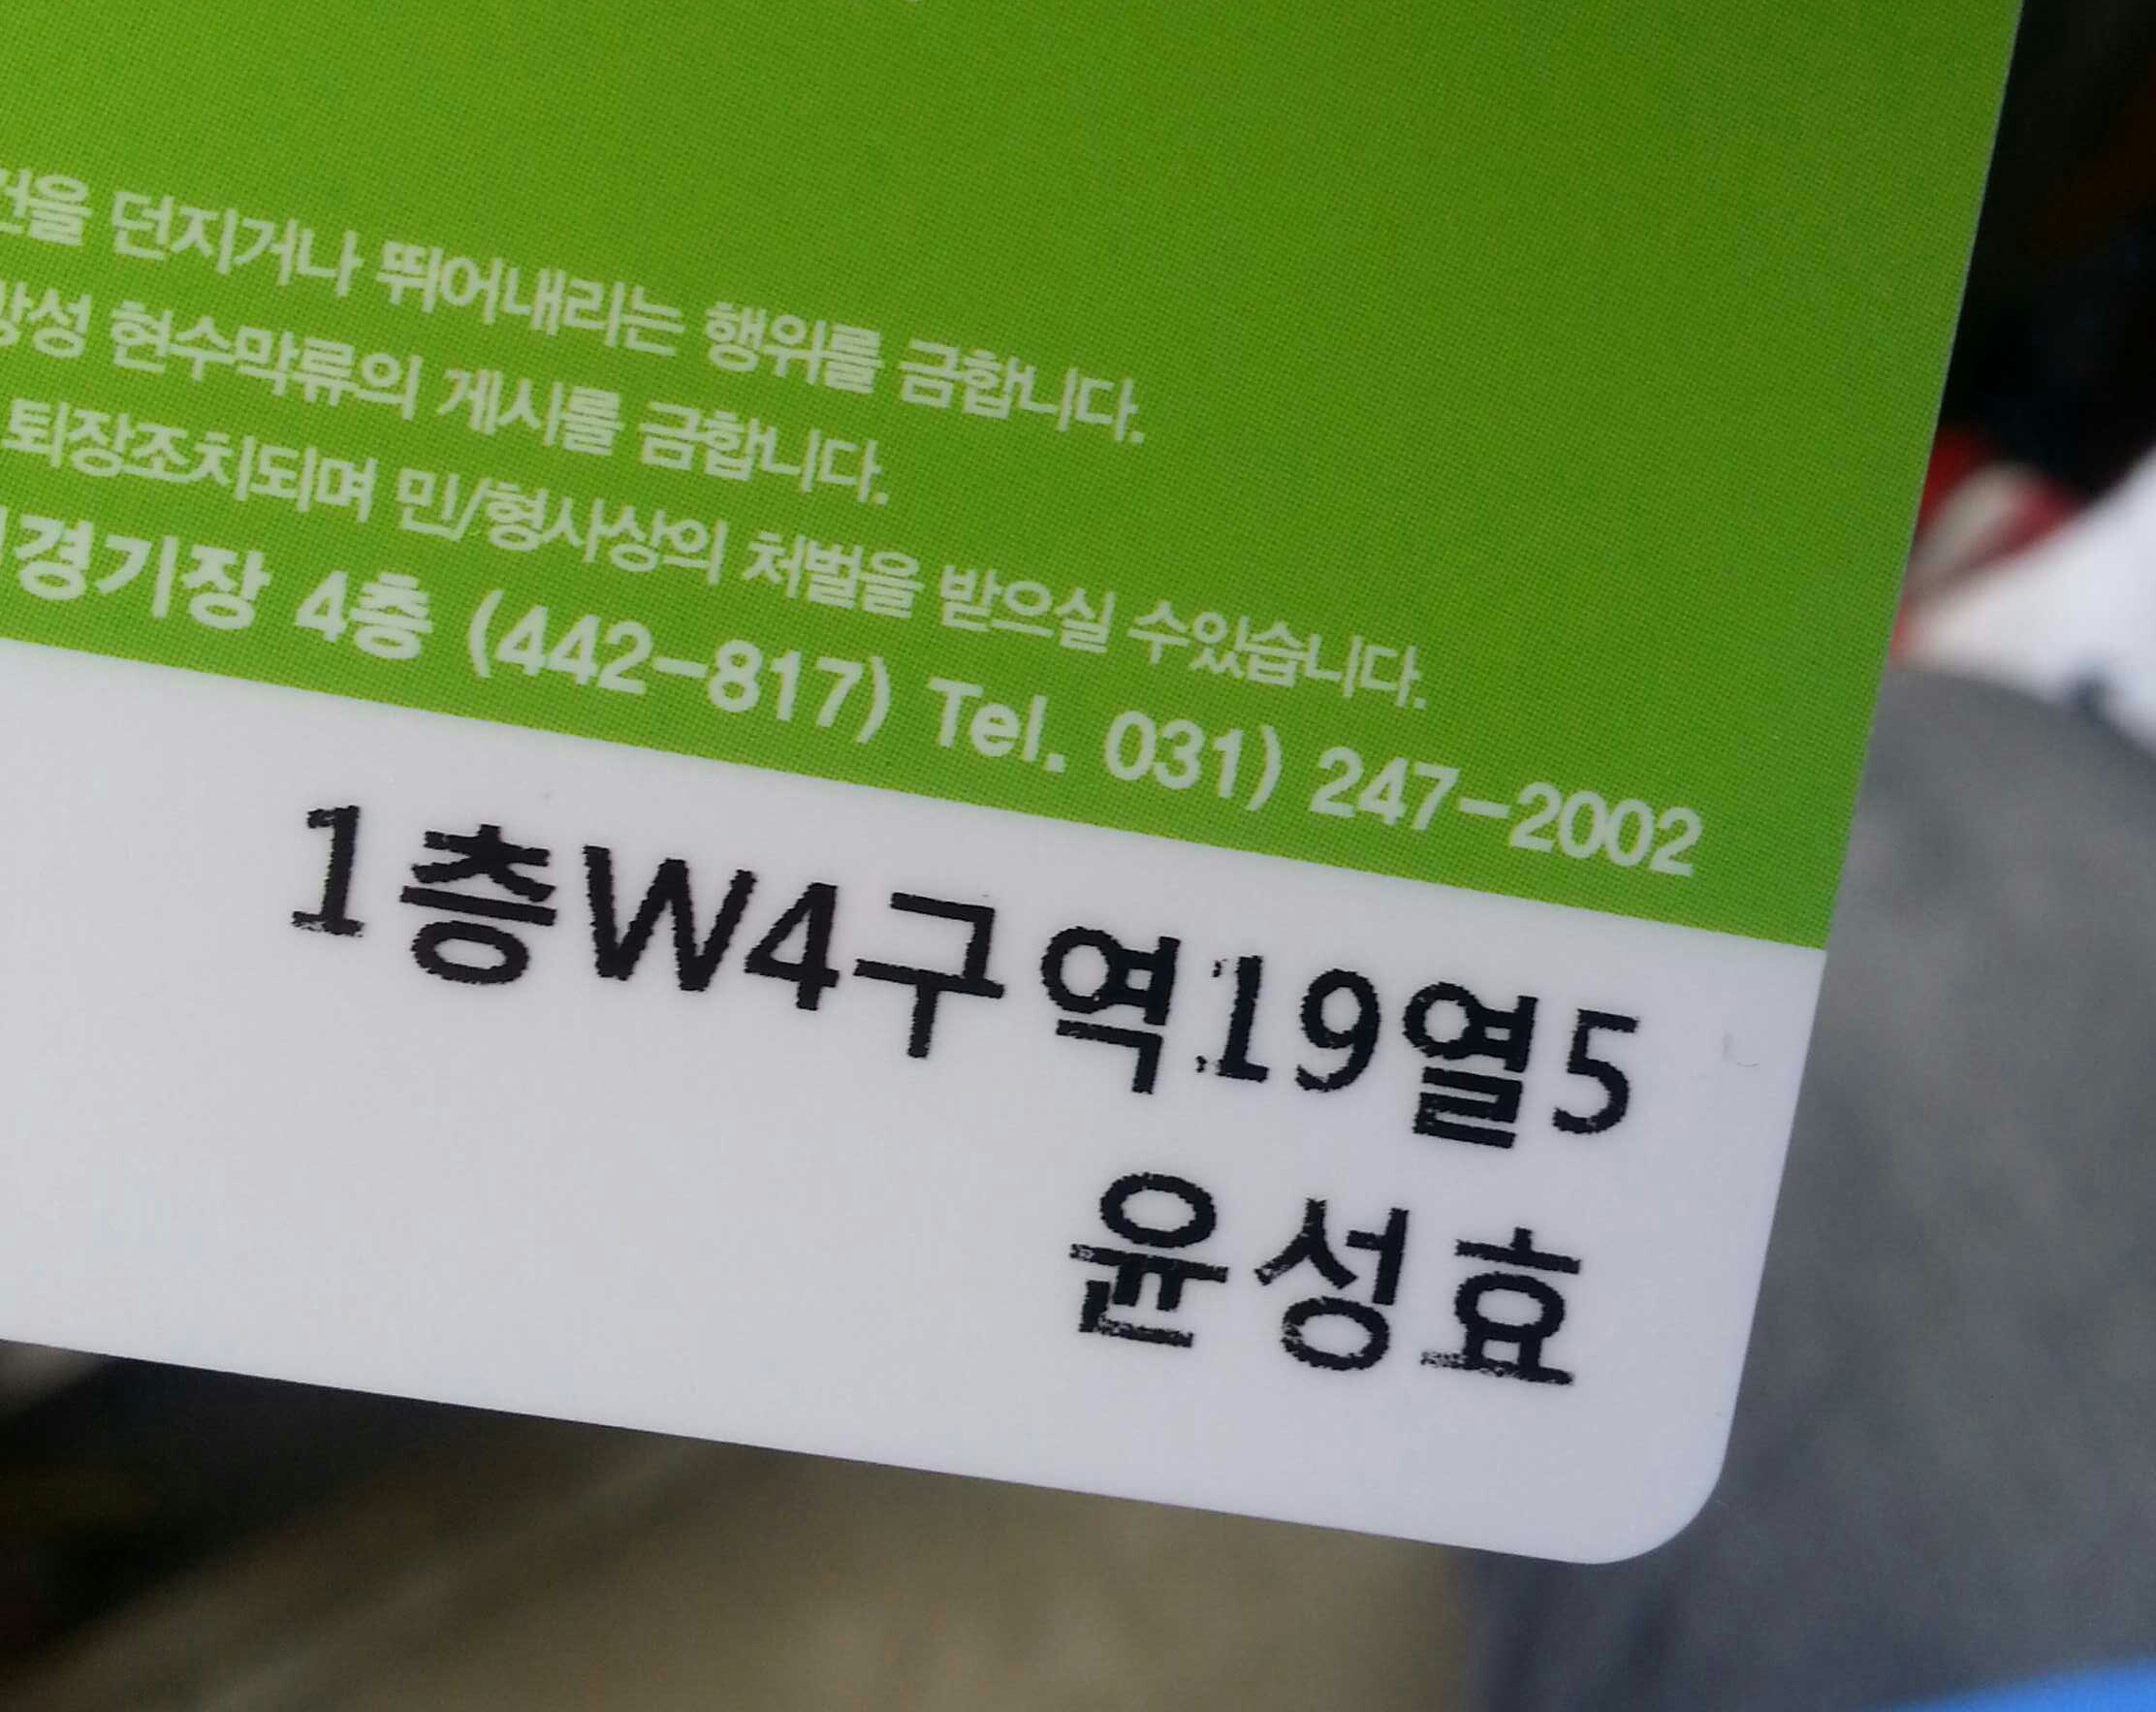 던지거나 뛰어내리는 행위를 금합니다.
현수막류의 게시를 금합니다.
퇴장조치되며 민/형사상의 처벌을 받으실 수있습니다.
경기장 4층 (442-817) Tel. 031) 247-2002
1층W4구역19열5
윤성효